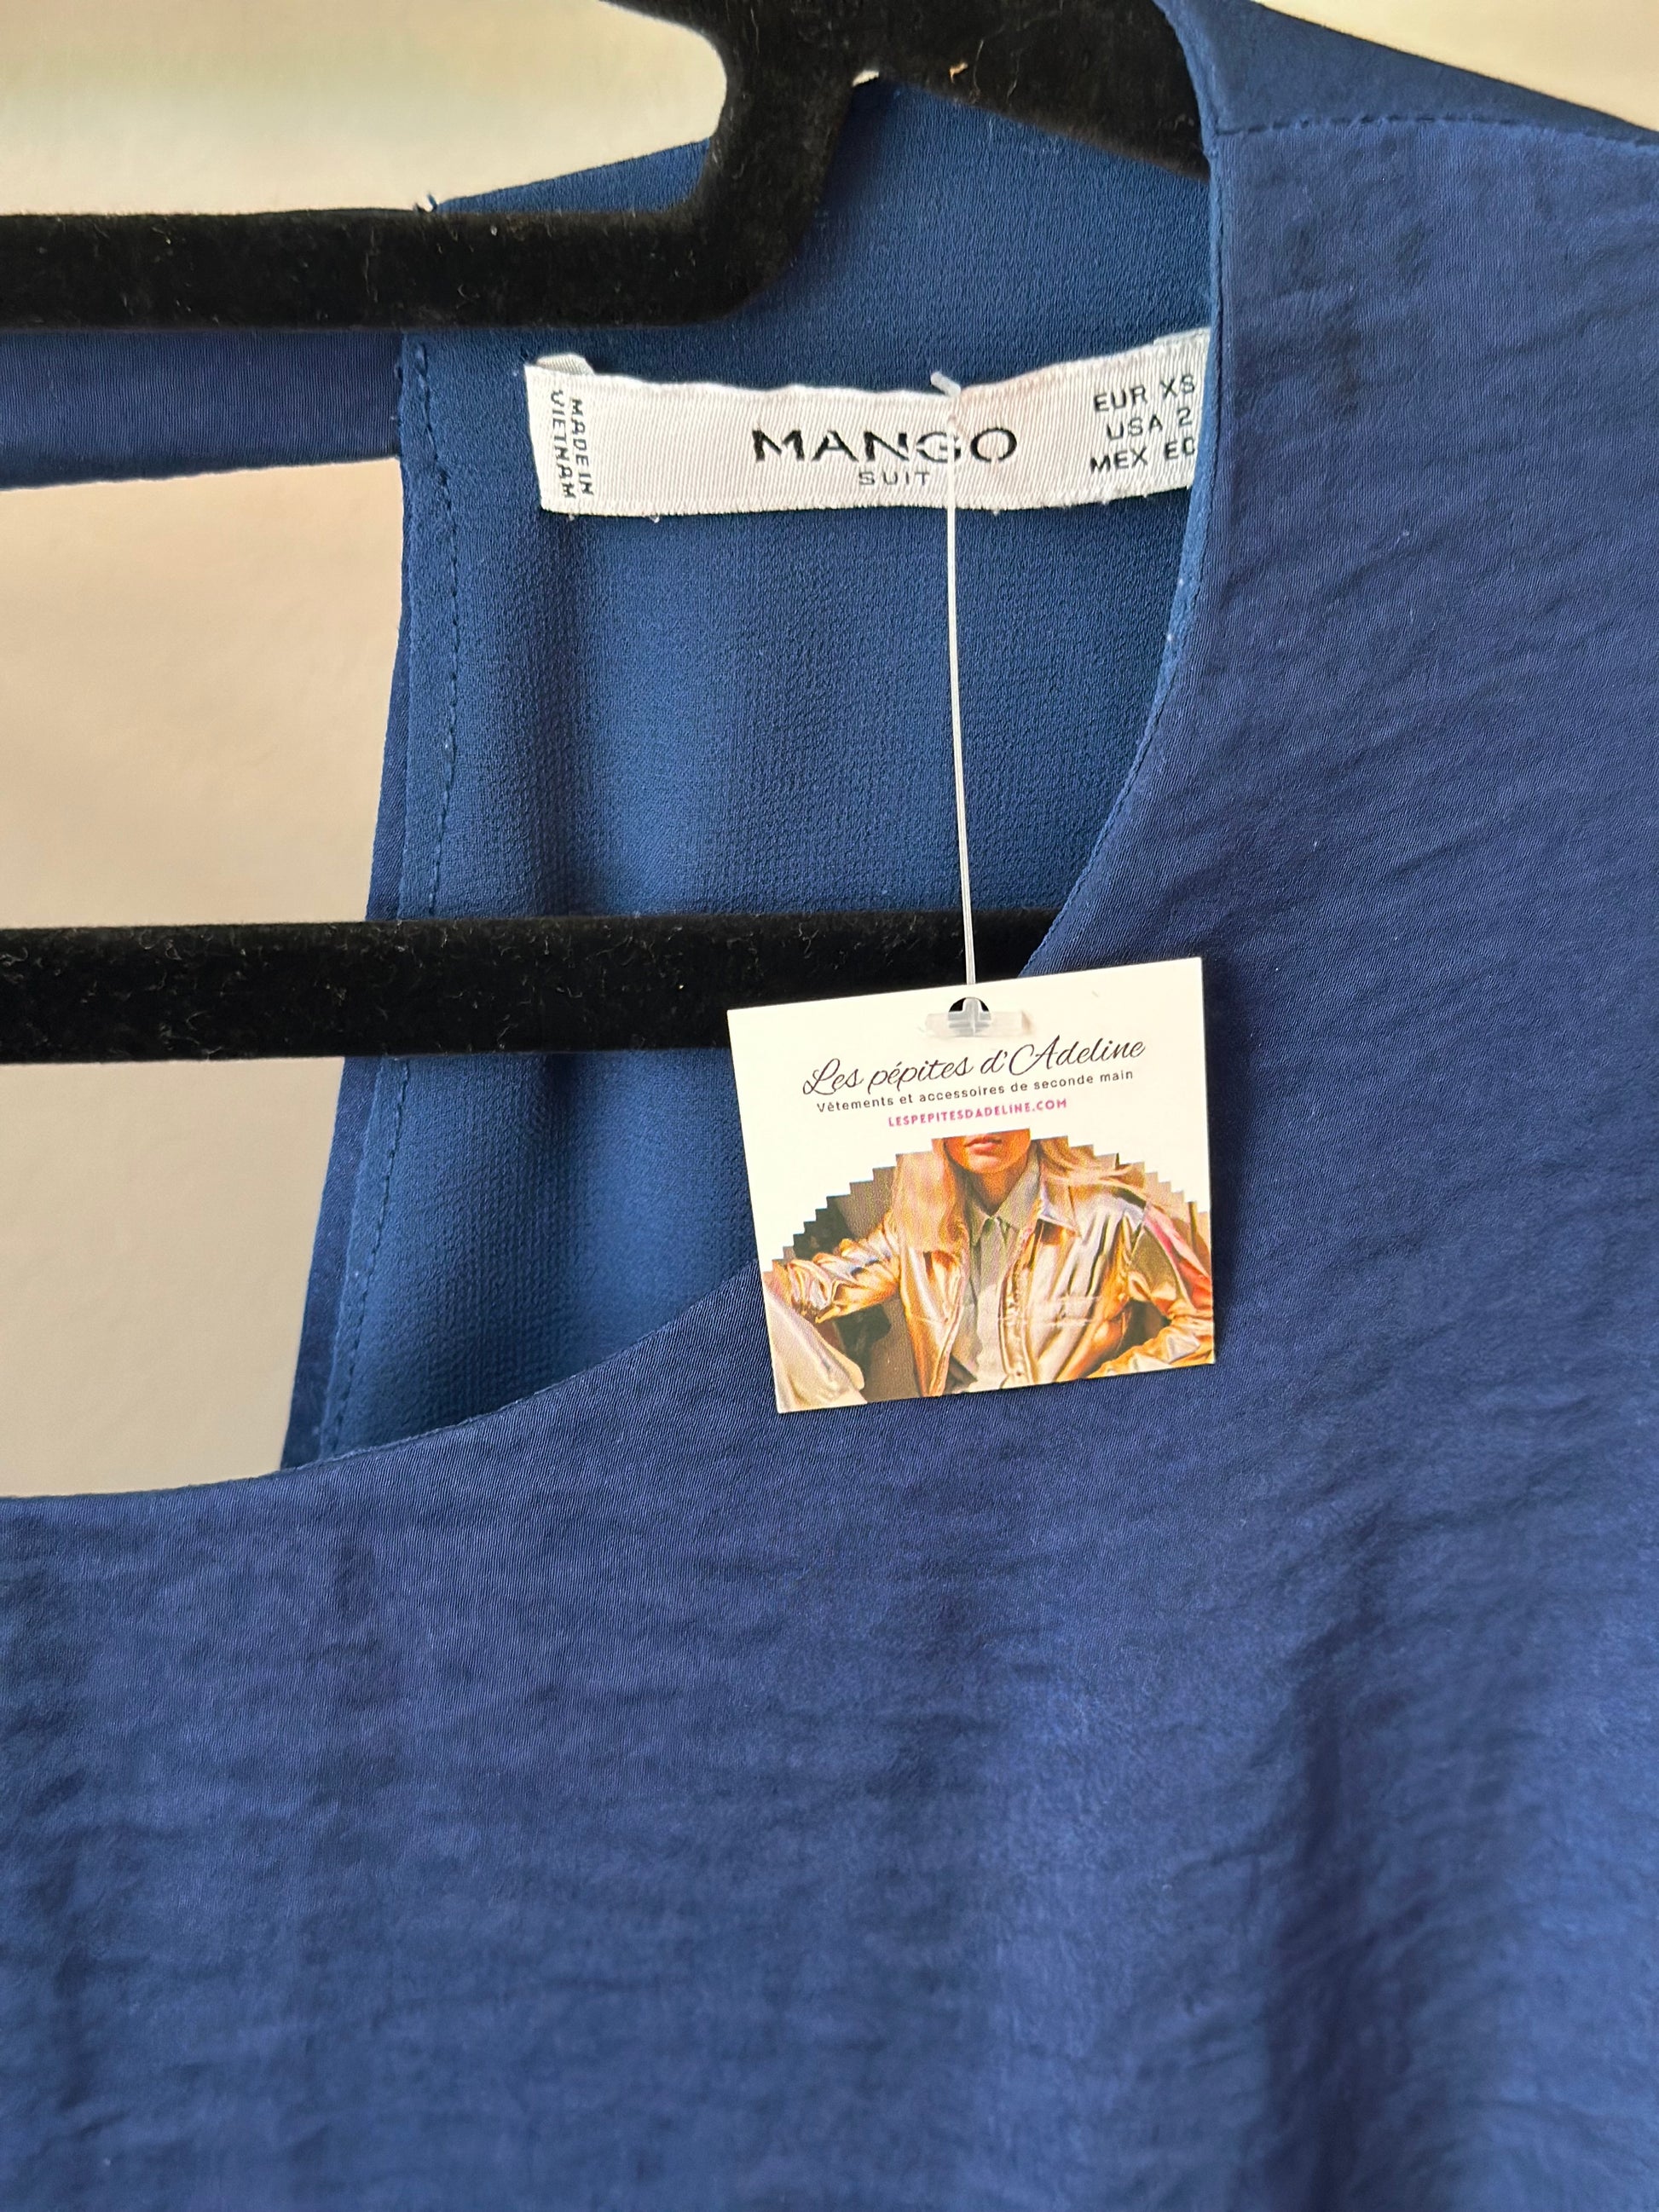 MADE IN
VIETNAM
MANGO
SUIT
EUR XS
USA 2
MEX
Les pépites d'Adeline
Vêtements et accessoires de seconde main
LESPEPITESDADELINE.COM